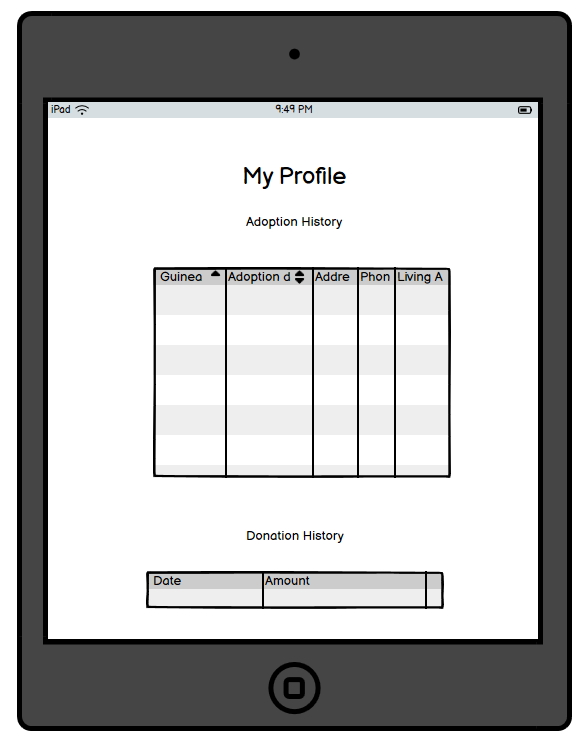 iPad 9:49 PM
My Profile
Adoption History
Guinea Adoption d Addre Phon Living A
Donation History
Date Amount